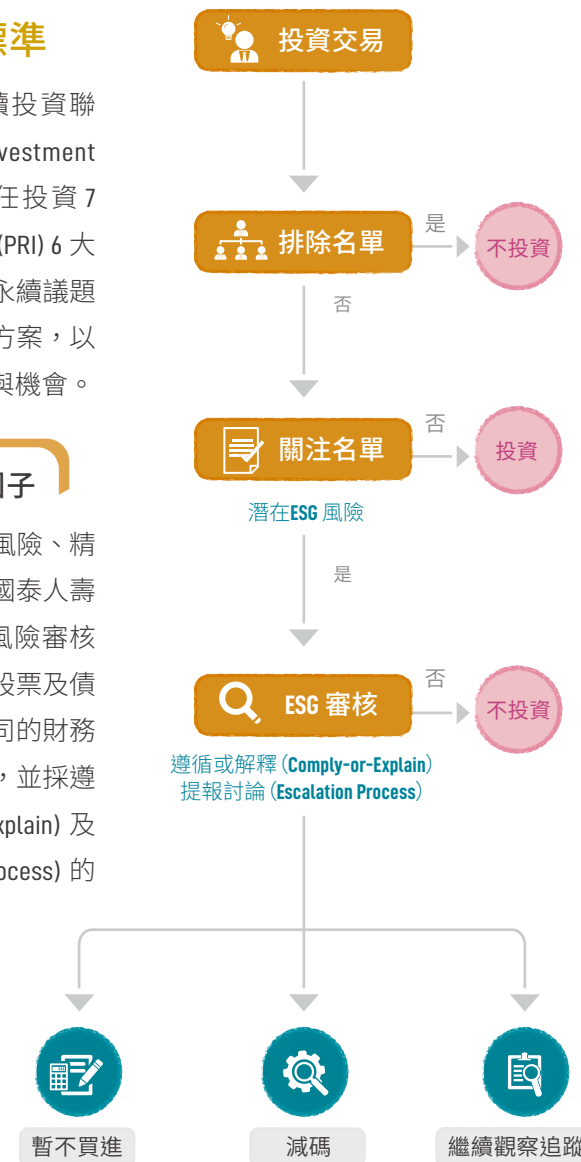 標準
續投資聯
vestment
任投資 7
(PRI) 6 大
永續議題
方案，以
與機會。
因子
風險、精
國泰人壽
風險審核
股票及債
司的財務
，並採遵
xplain) 及
ocess) 的
投資交易
排除名單
是
不投資
否
關注名單
否
投資
潛在ESG 風險
是
ESG 審核
否
不投資
遵循或解釋（Comply-or-Explain）
提報討論（Escalation Process）
暫不買進
減碼
繼續觀察追蹤